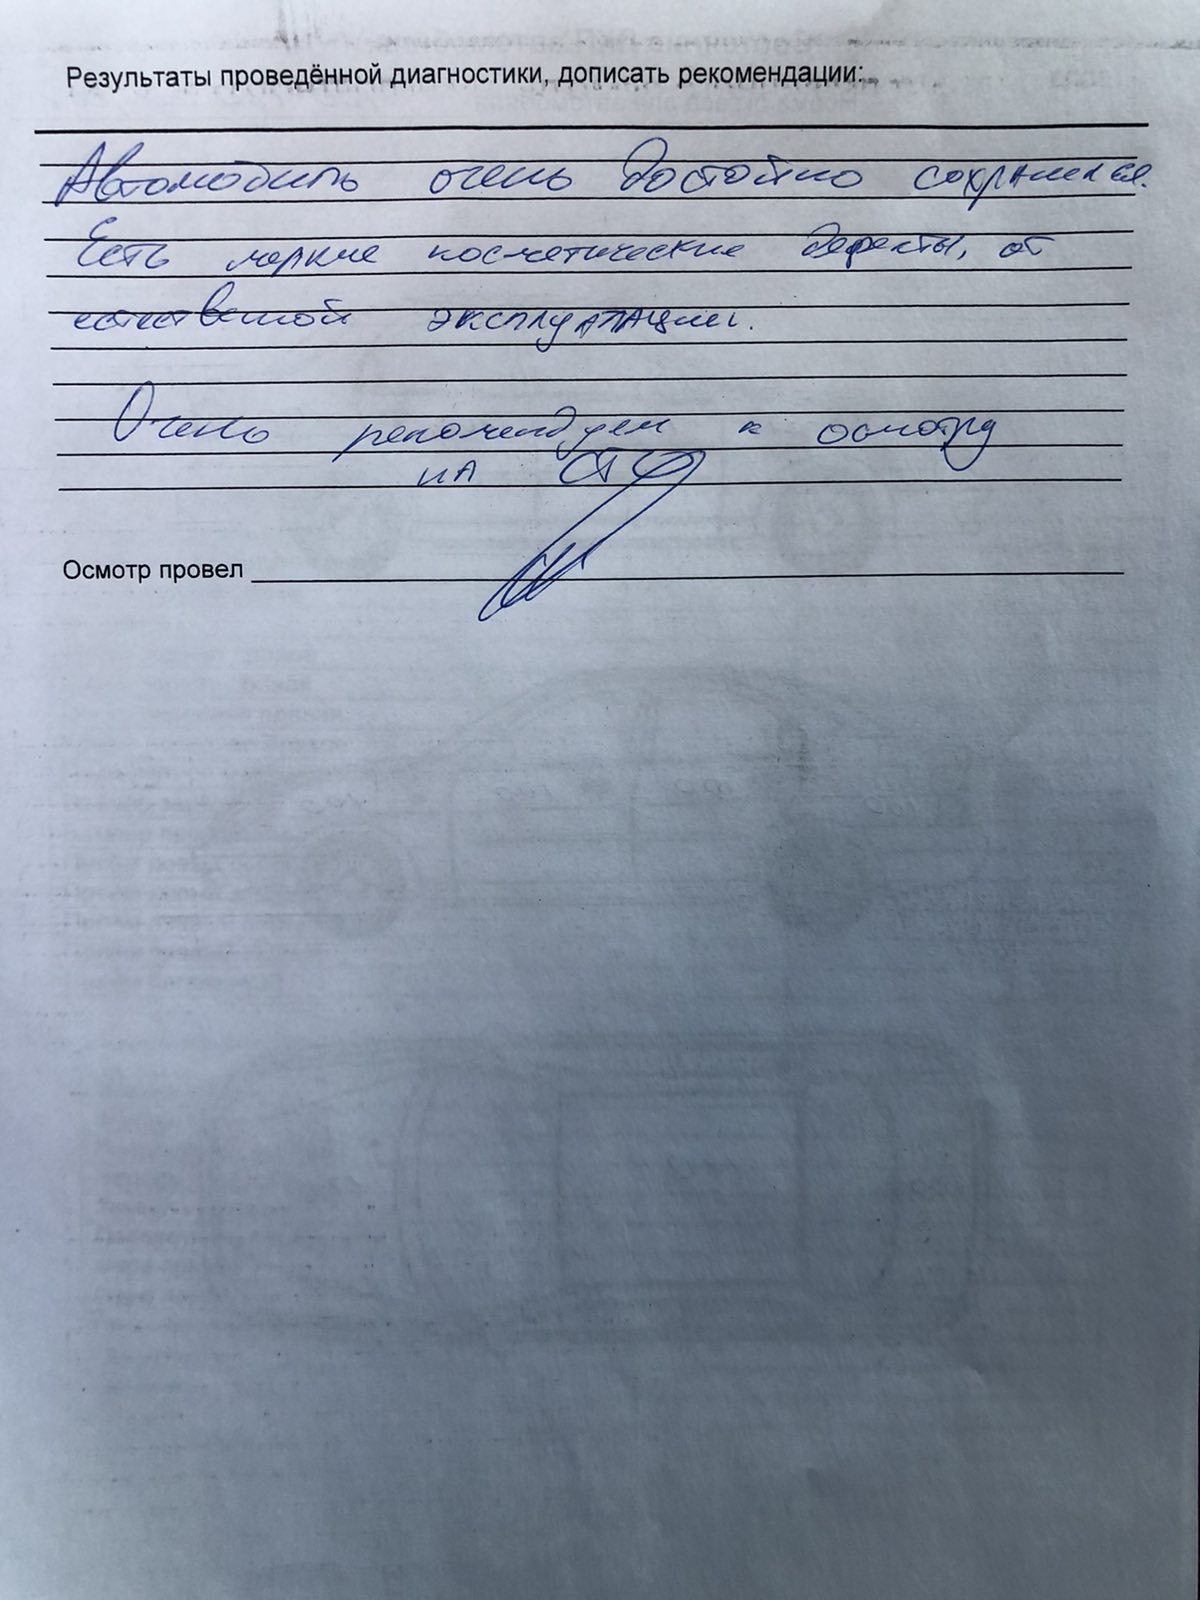 Результаты проведённой диагностики, дописать рекомендации:
Автомобиль очень достойно сохранился.
Есть мелкие косметические дефекты, от
естественной эксплуатации.
Очень рекомендуем к осмотру
на СТО
Осмотр провел